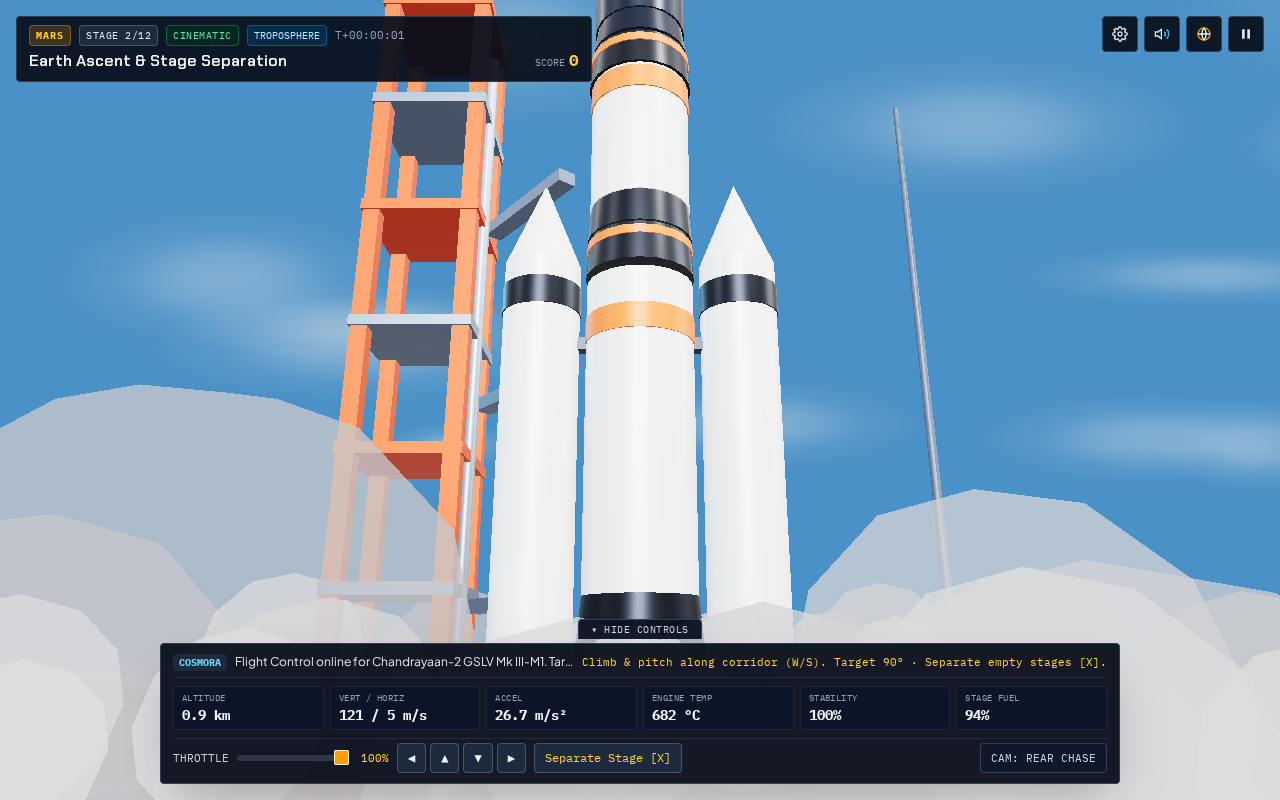 MARS STAGE 2/12 CINEMATIC TROPOSPHERE T+00:00:01
Earth Ascent & Stage Separation SCORE 0
▾ HIDE CONTROLS
COSMORA Flight Control online for Chandrayaan-2 GSLV Mk III-M1. Tar... Climb & pitch along corridor (W/S). Target 90° · Separate empty stages [X].
ALTITUDE VERT / HORIZ ACCEL ENGINE TEMP STABILITY STAGE FUEL
0.9 km 121 / 5 m/s 26.7 m/s² 682 °C 100% 94%
THROTTLE 100% ◄ ▲ ▼ ► Separate Stage [X] CAM: REAR CHASE